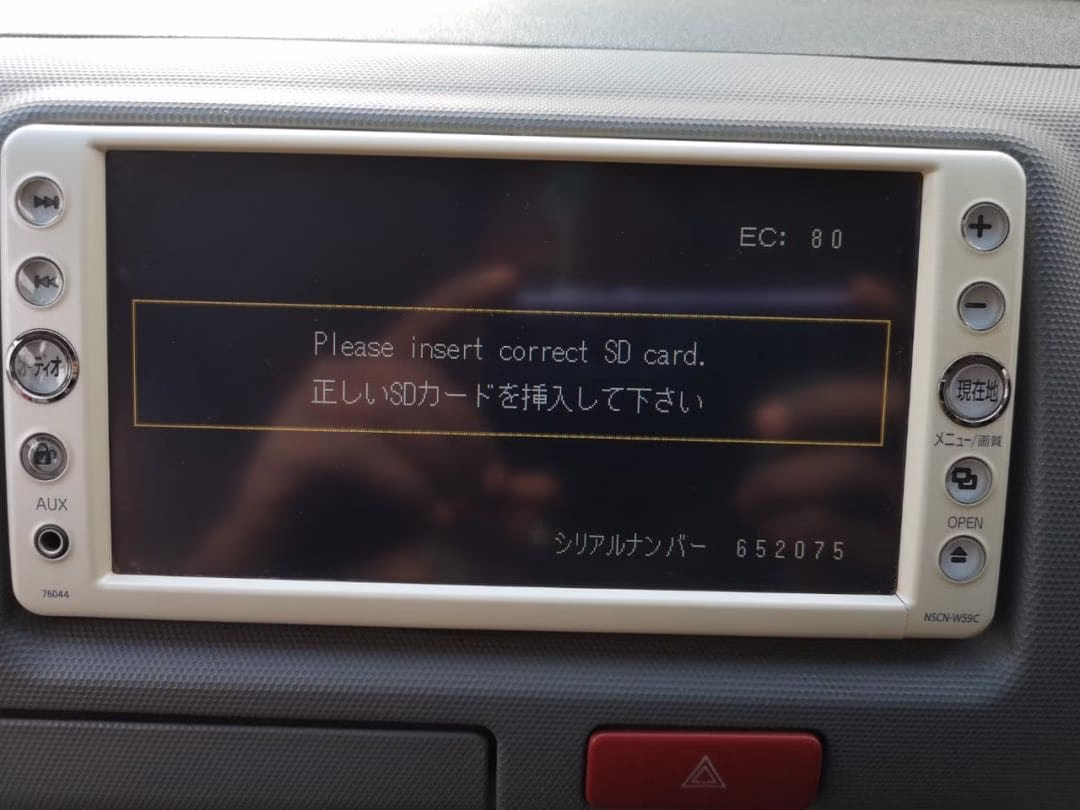 EC: 80
Please insert correct SD card.
正しいSDカードを挿入して下さい
シリアルナンバー 652075
オーディオ
AUX
76044
現在地
メニュー/画質
OPEN
NSCN-W59C